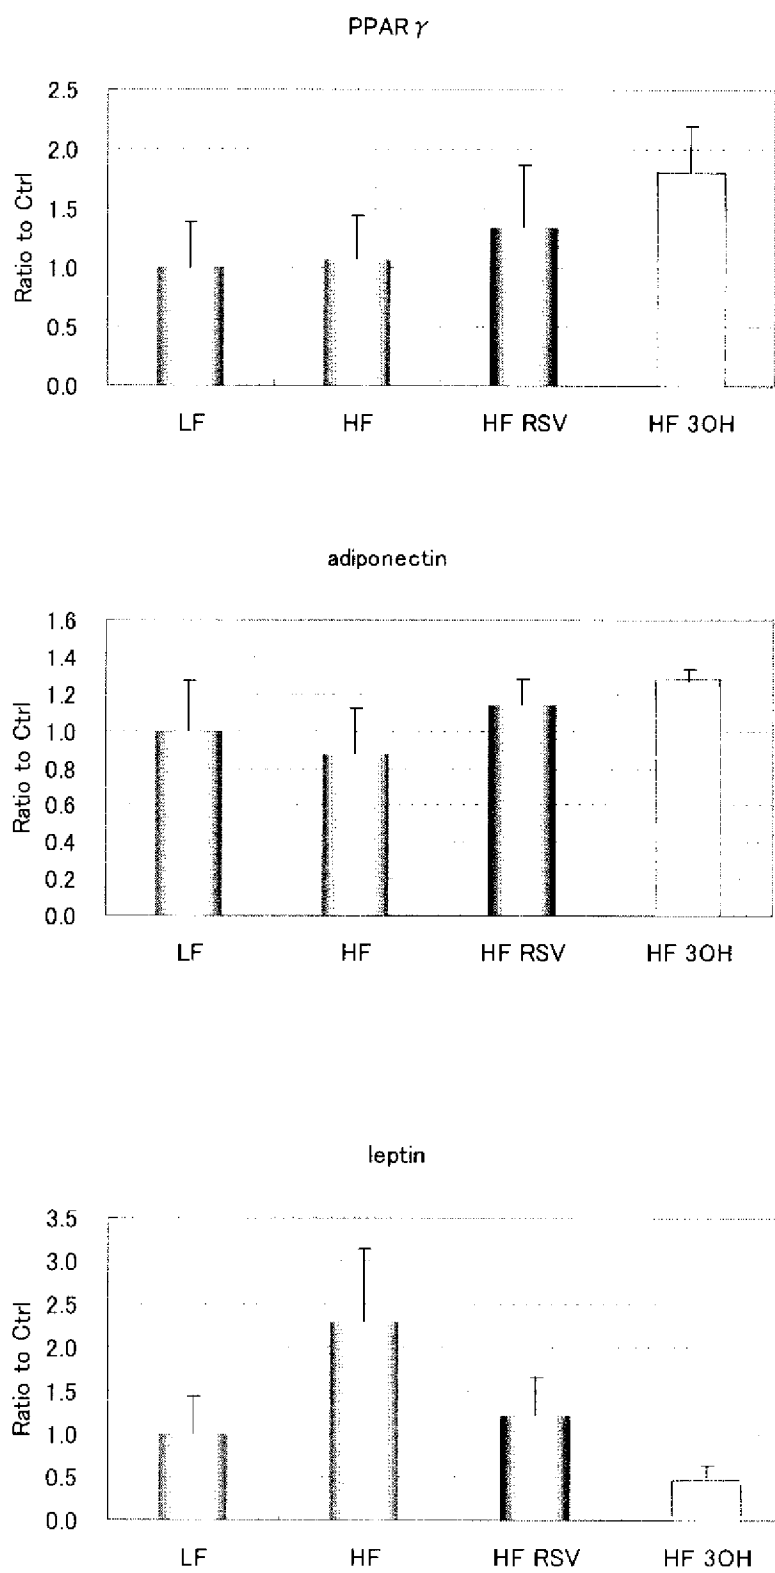 PPARγ
Ratio to Ctrl
2.5
2.0
1.5
1.0
0.5
0.0
LF HF HF RSV HF 3OH
adiponectin
Ratio to Ctrl
1.6
1.4
1.2
1.0
0.8
0.6
0.4
0.2
0.0
LF HF HF RSV HF 3OH
leptin
Ratio to Ctrl
3.5
3.0
2.5
2.0
1.5
1.0
0.5
0.0
LF HF HF RSV HF 3OH